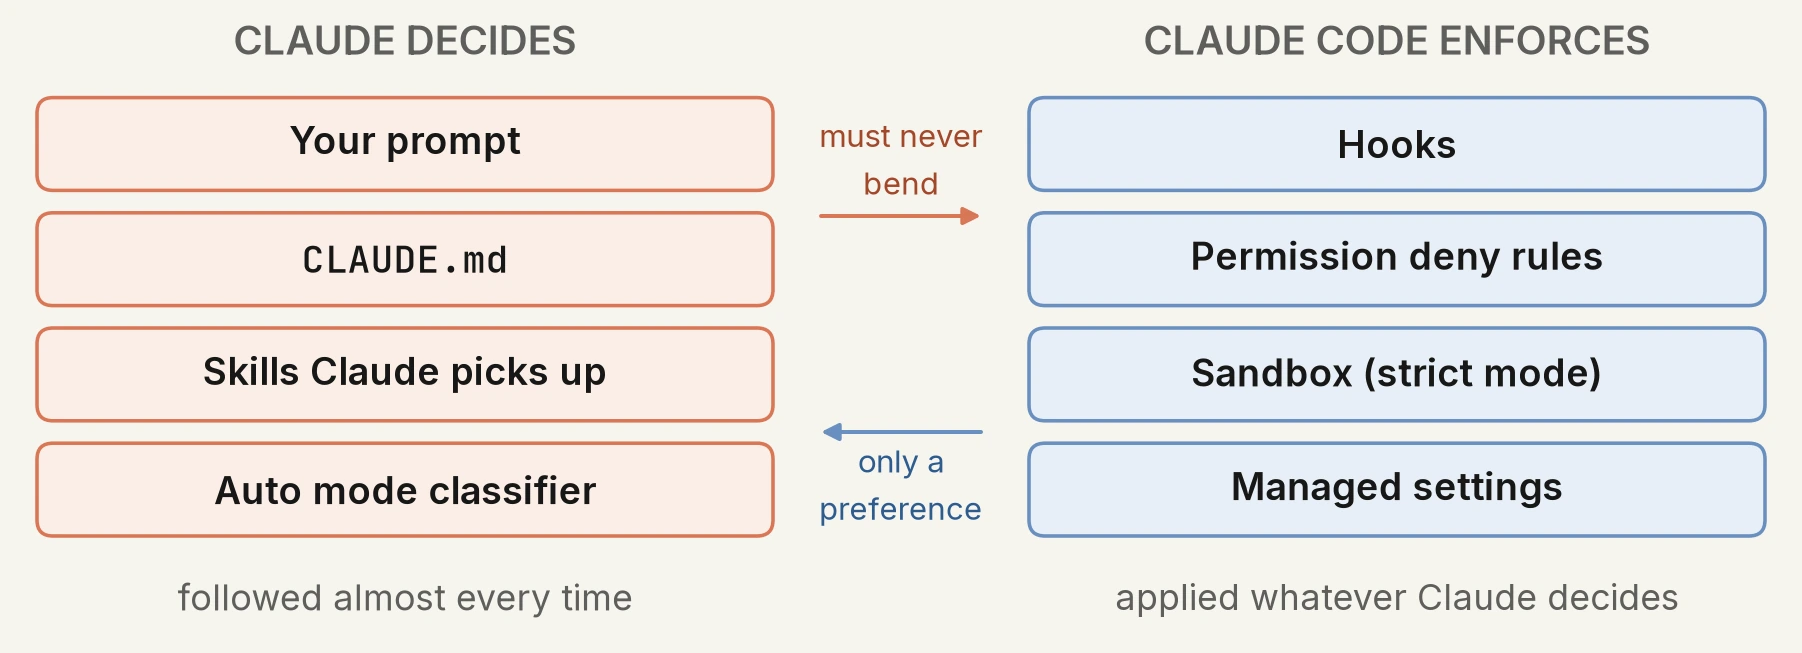 CLAUDE DECIDES
Your prompt
CLAUDE.md
Skills Claude picks up
Auto mode classifier
followed almost every time
must never
bend
only a
preference
CLAUDE CODE ENFORCES
Hooks
Permission deny rules
Sandbox (strict mode)
Managed settings
applied whatever Claude decides